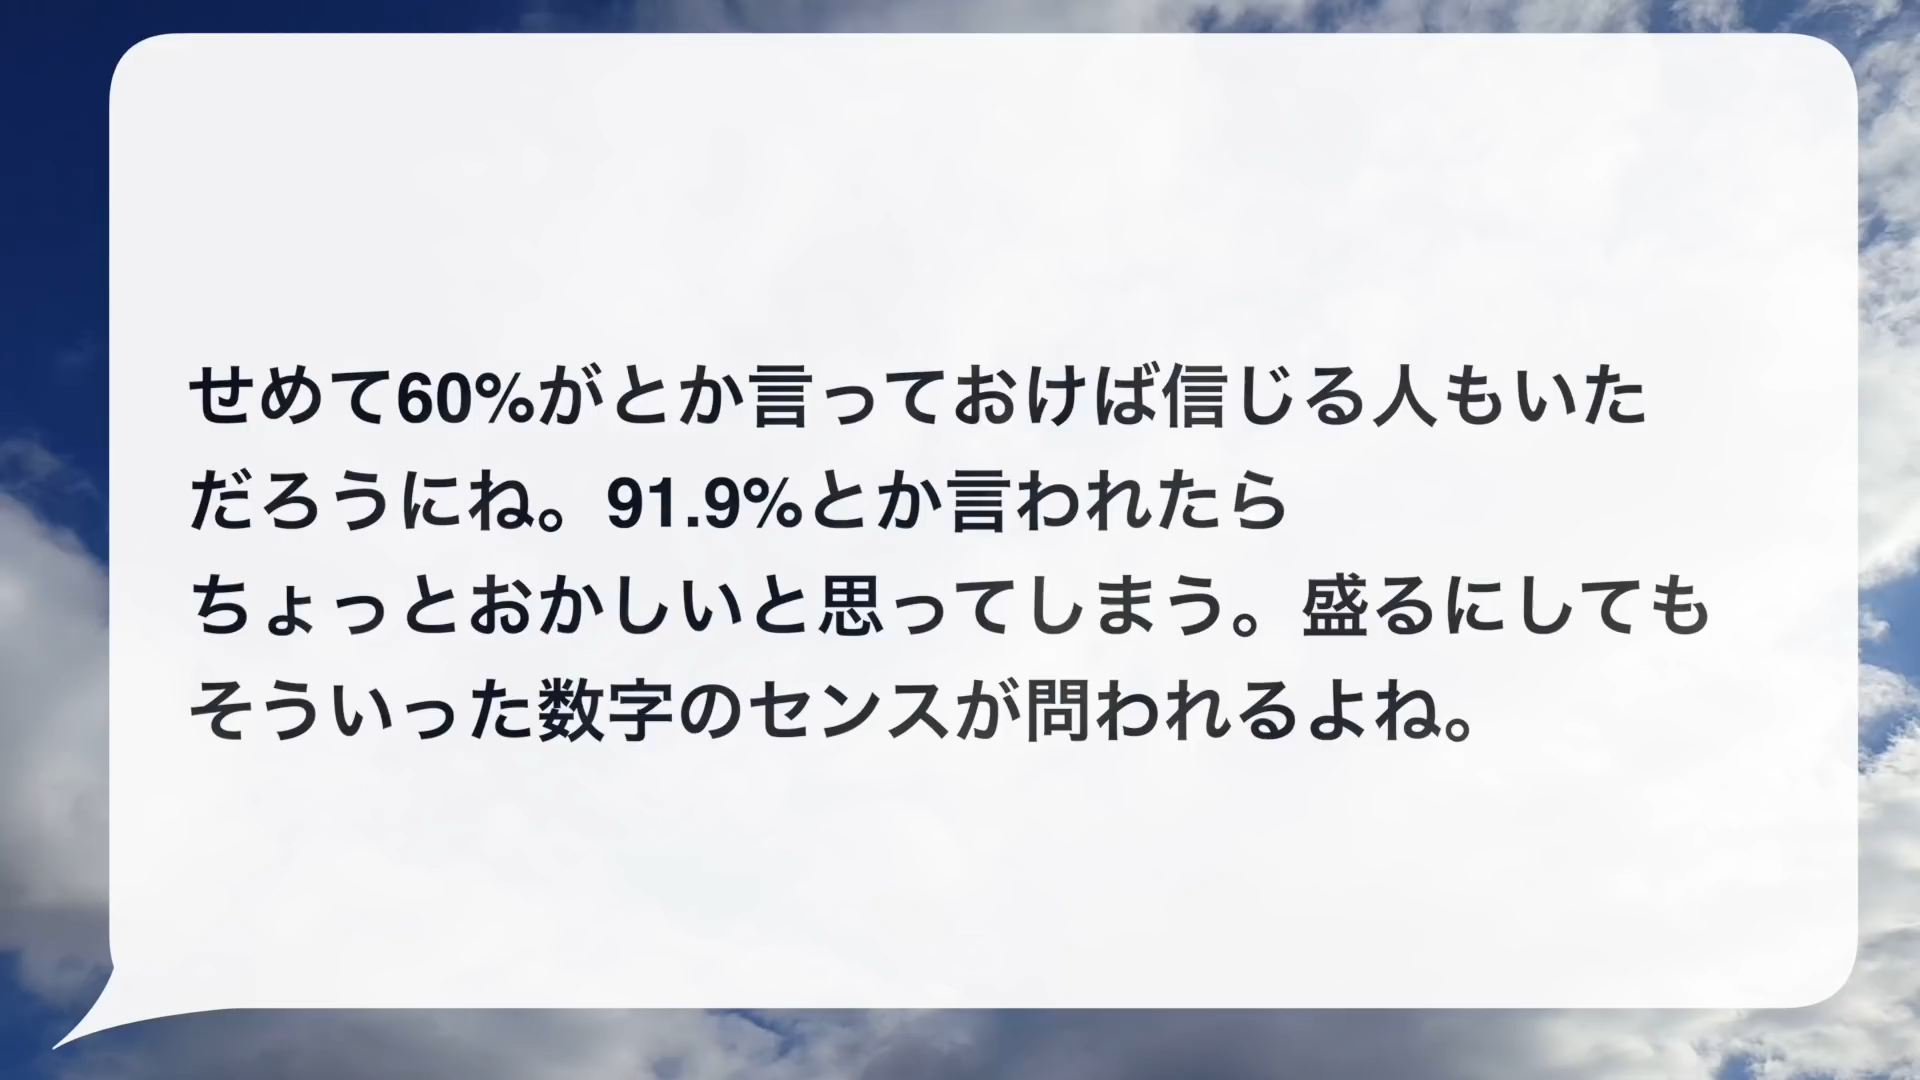 せめて60%がとか言っておけば信じる人もいた
だろうにね。91.9%とか言われたら
ちょっとおかしいと思ってしまう。盛るにしても
そういった数字のセンスが問われるよね。